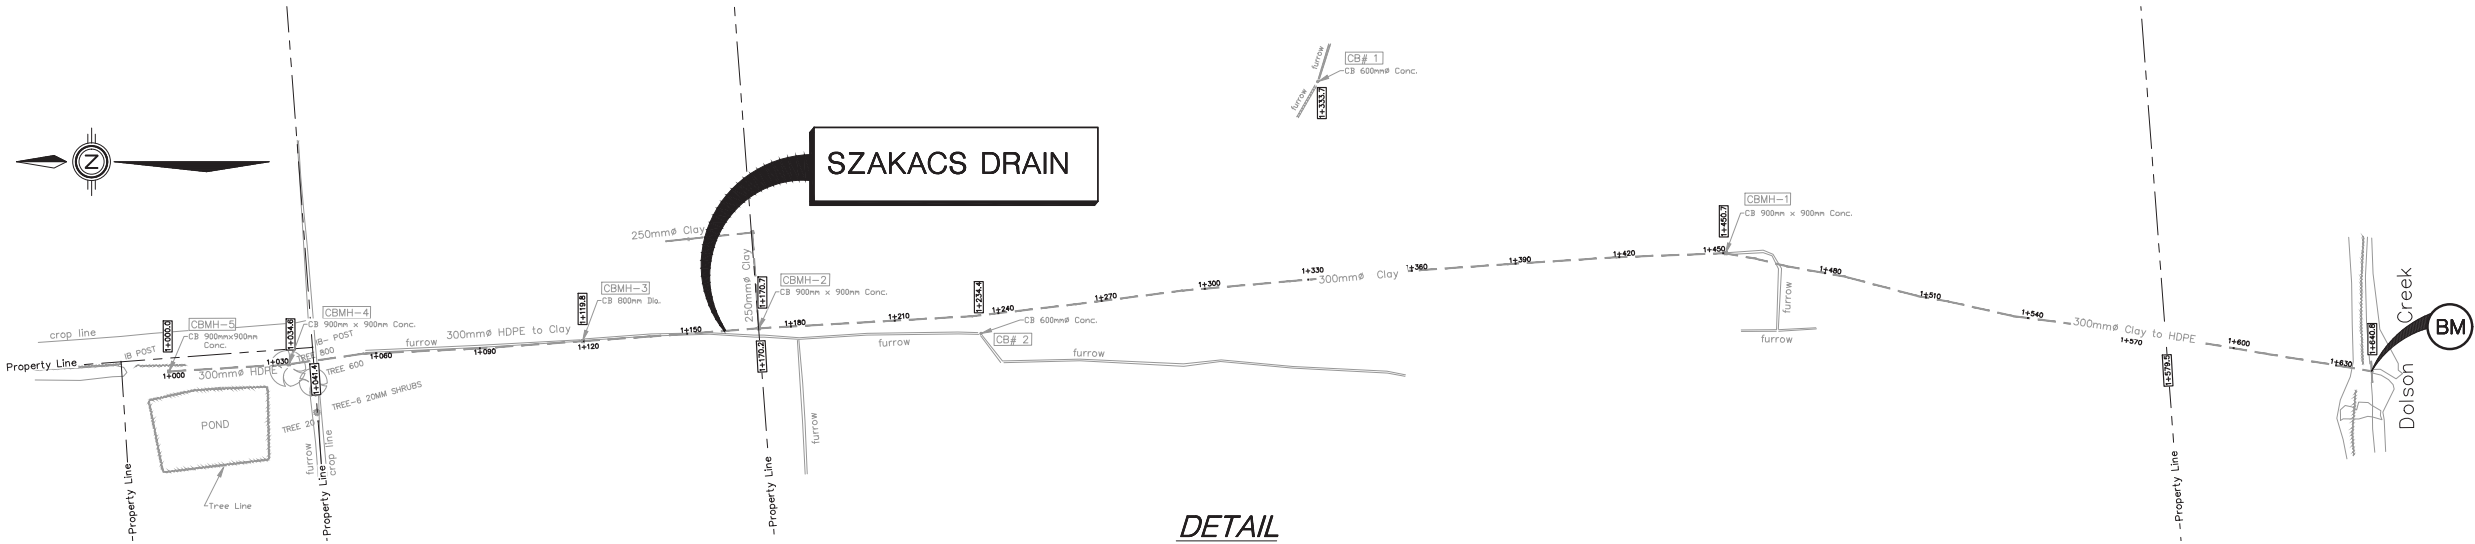 furrow
CB# 1
CB 600mmØ Conc.
furrow
1+333.7
Z
SZAKACS DRAIN
CBMH-1
CB 900mm x 900mm Conc.
1+450.7
250mmØ Clay
250mmØ Clay
CBMH-2
CB 900mm x 900mm Conc.
1+170.7
CBMH-3
CB 800mm Dia.
1+119.8
1+234.4
CB 600mmØ Conc.
CB# 2
CBMH-4
CB 900mm x 900mm Conc.
1+034.6
CBMH-5
CB 900mmx900mm
Conc.
1+000.0
crop line
IB POST
IB- POST
TREE 800
TREE 600
Property Line
1+000
300mmØ HDPE
1+030
1+041.4
1+060
furrow
300mmØ HDPE to Clay
1+090
1+120
1+150
1+170.2
1+180
1+210
1+240
1+270
1+300
1+330
300mmØ Clay
1+360
1+390
1+420
1+450
1+480
1+510
1+540
300mmØ Clay to HDPE
1+570
1+579.5
1+600
1+630
1+640.8
BM
Dolson Creek
furrow
furrow
furrow
furrow
furrow
POND
TREE-6 20MM SHRUBS
TREE 20
furrow
crop line
Tree Line
Property Line
Property Line
Property Line
Property Line
DETAIL